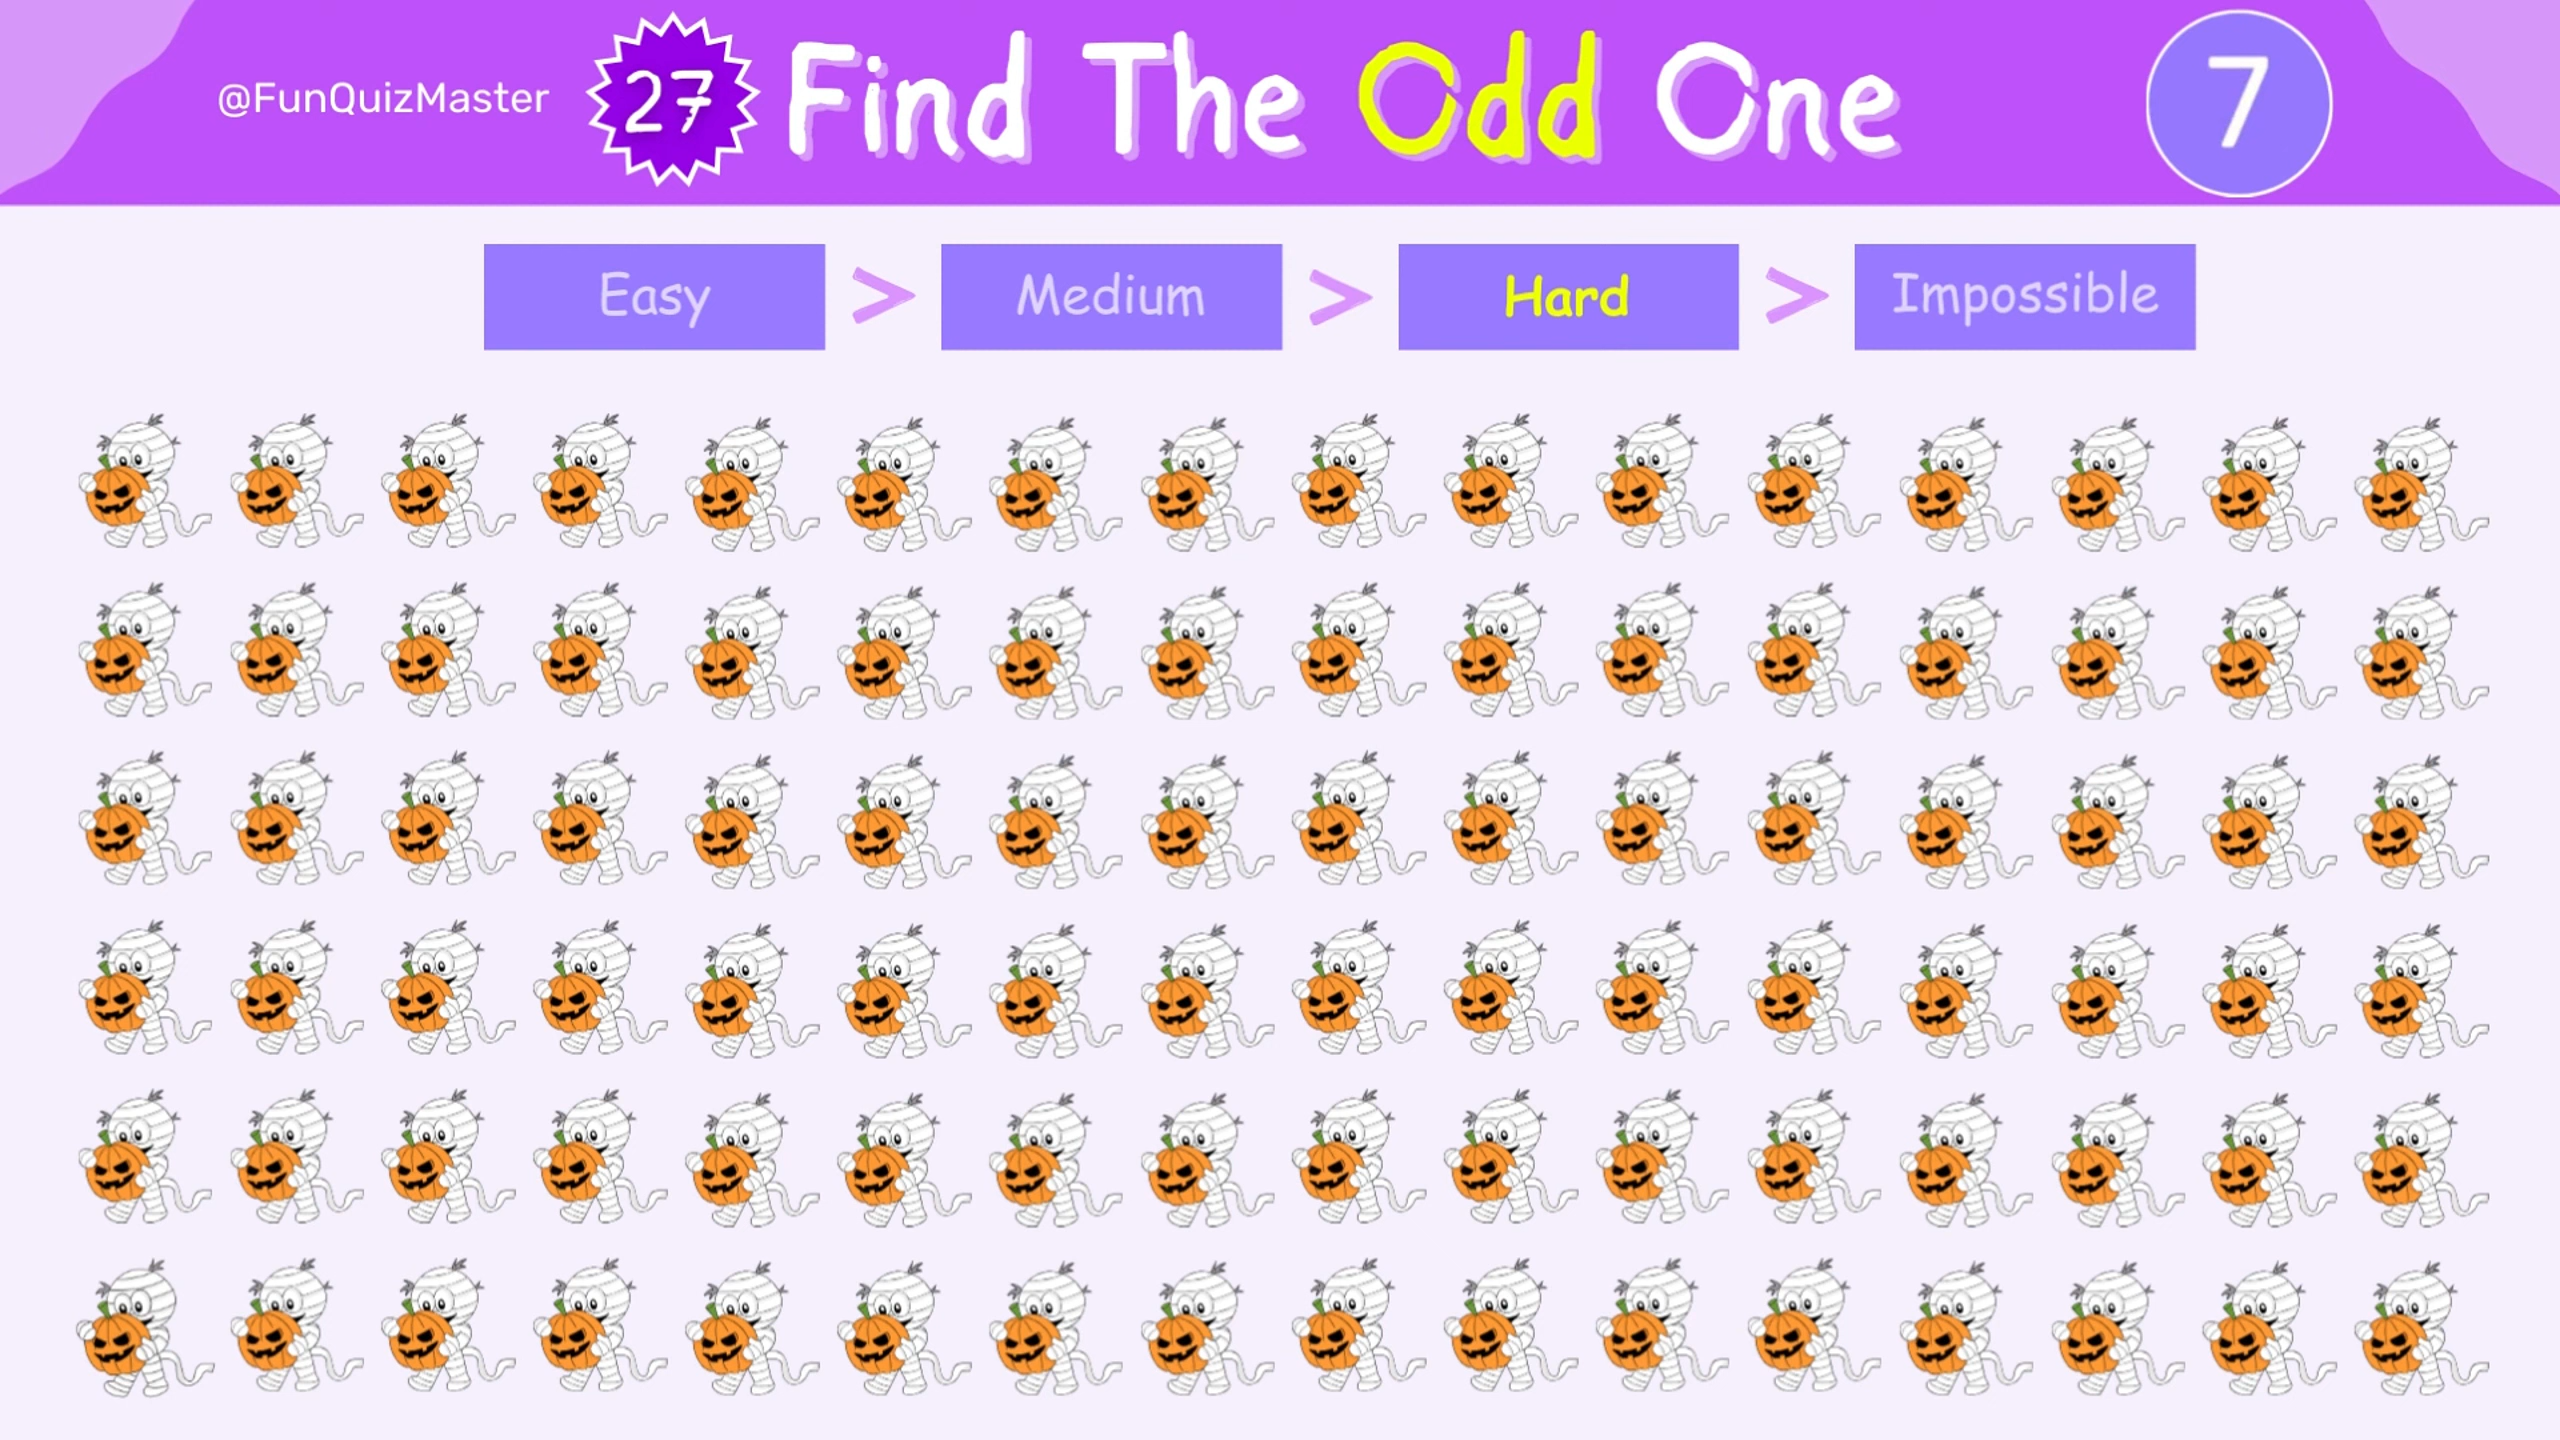 @FunQuizMaster
27
Find The Odd One
7
Easy > Medium > Hard > Impossible